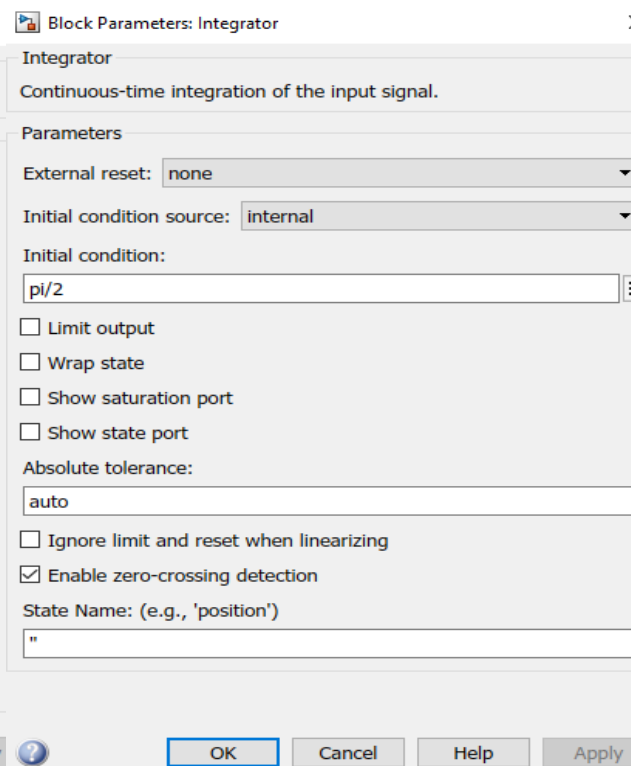 Block Parameters: Integrator
Integrator
Continuous-time integration of the input signal.
Parameters
External reset: none
Initial condition source: internal
Initial condition:
pi/2
Limit output
Wrap state
Show saturation port
Show state port
Absolute tolerance:
auto
Ignore limit and reset when linearizing
Enable zero-crossing detection
State Name: (e.g., 'position')
''
OK Cancel Help Apply